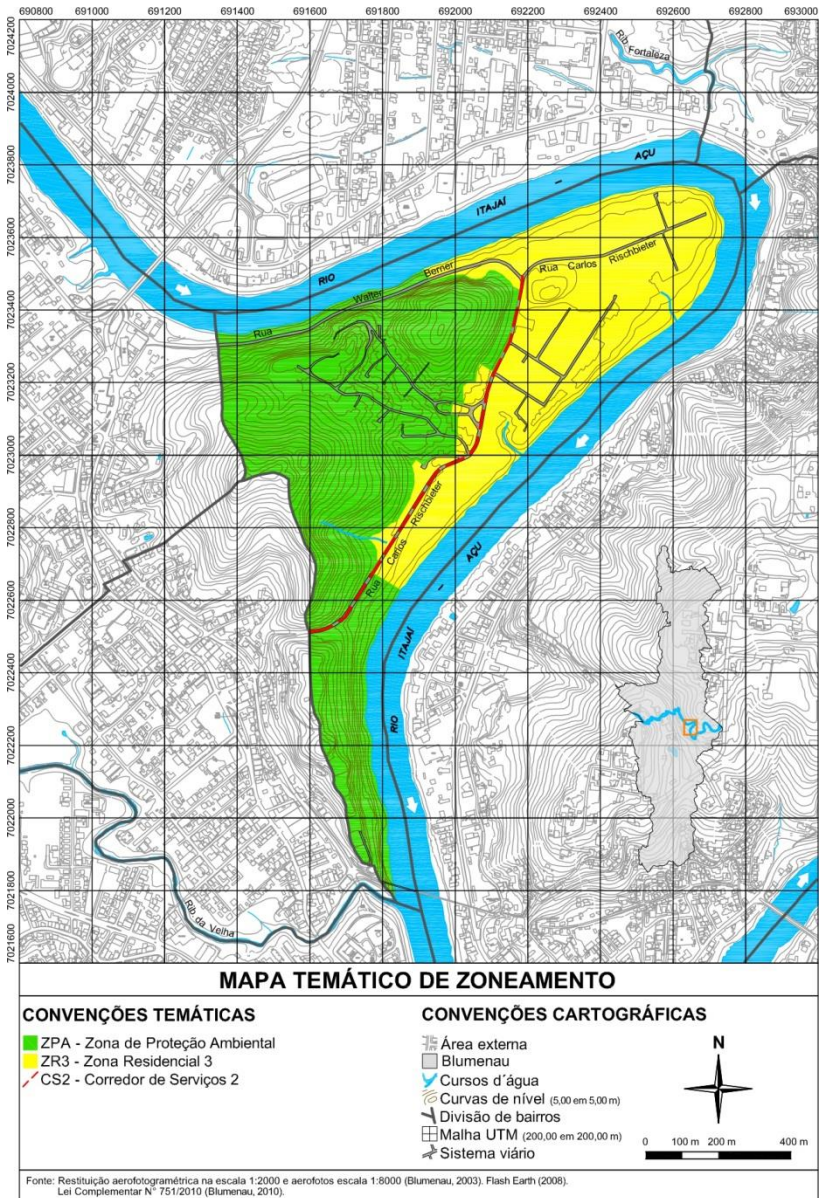 690800 691000 691200 691400 691600 691800 692000 692200 692400 692600 692800 693000
7024200
7024000
7023800
7023600
7023400
7023200
7023000
7022800
7022600
7022400
7022200
7022000
7021800
7021600
Rib. Fortaleza
RIO ITAJAÍ - AÇU
Rua Walter Berner
Rua Carlos Rischbieter
Rua Carlos Rischbieter
RIO ITAJAÍ - AÇU
Rib. da Velha
MAPA TEMÁTICO DE ZONEAMENTO
CONVENÇÕES TEMÁTICAS
ZPA - Zona de Proteção Ambiental
ZR3 - Zona Residencial 3
CS2 - Corredor de Serviços 2
CONVENÇÕES CARTOGRÁFICAS
Área externa
Blumenau
Cursos d´água
Curvas de nível (5,00 em 5,00 m)
Divisão de bairros
Malha UTM (200,00 em 200,00 m)
Sistema viário
N
0 100 m 200 m 400 m
Fonte: Restituição aerofotogramétrica na escala 1:2000 e aerofotos escala 1:8000 (Blumenau, 2003). Flash Earth (2008).
Lei Complementar N° 751/2010 (Blumenau, 2010).